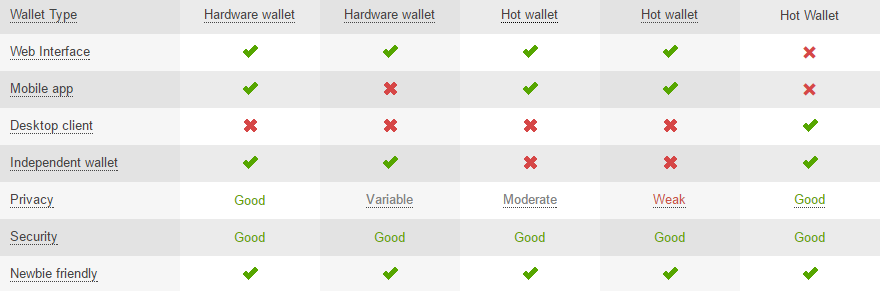 Wallet Type Hardware wallet Hardware wallet Hot wallet Hot wallet Hot Wallet
Web Interface
Mobile app
Desktop client
Independent wallet
Privacy Good Variable Moderate Weak Good
Security Good Good Good Good Good
Newbie friendly